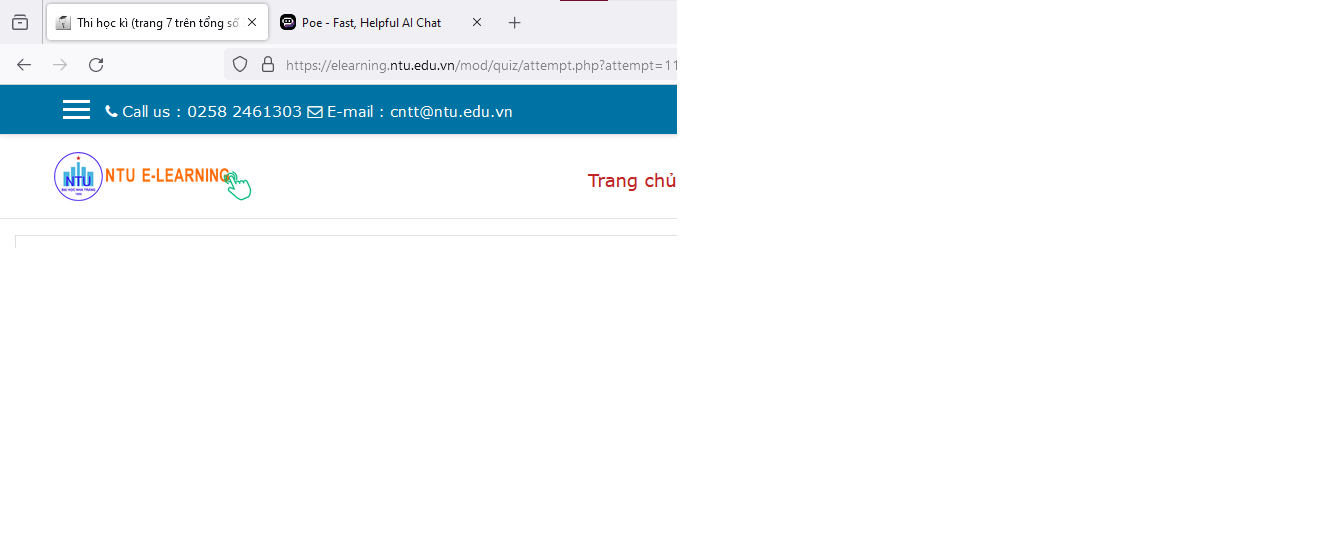 Thi học kì (trang 7 trên tổng số
Poe - Fast, Helpful AI Chat
https://elearning.ntu.edu.vn/mod/quiz/attempt.php?attempt=11
Call us : 0258 2461303 E-mail : cntt@ntu.edu.vn
NTU
NTU E-LEARNING
Trang chủ